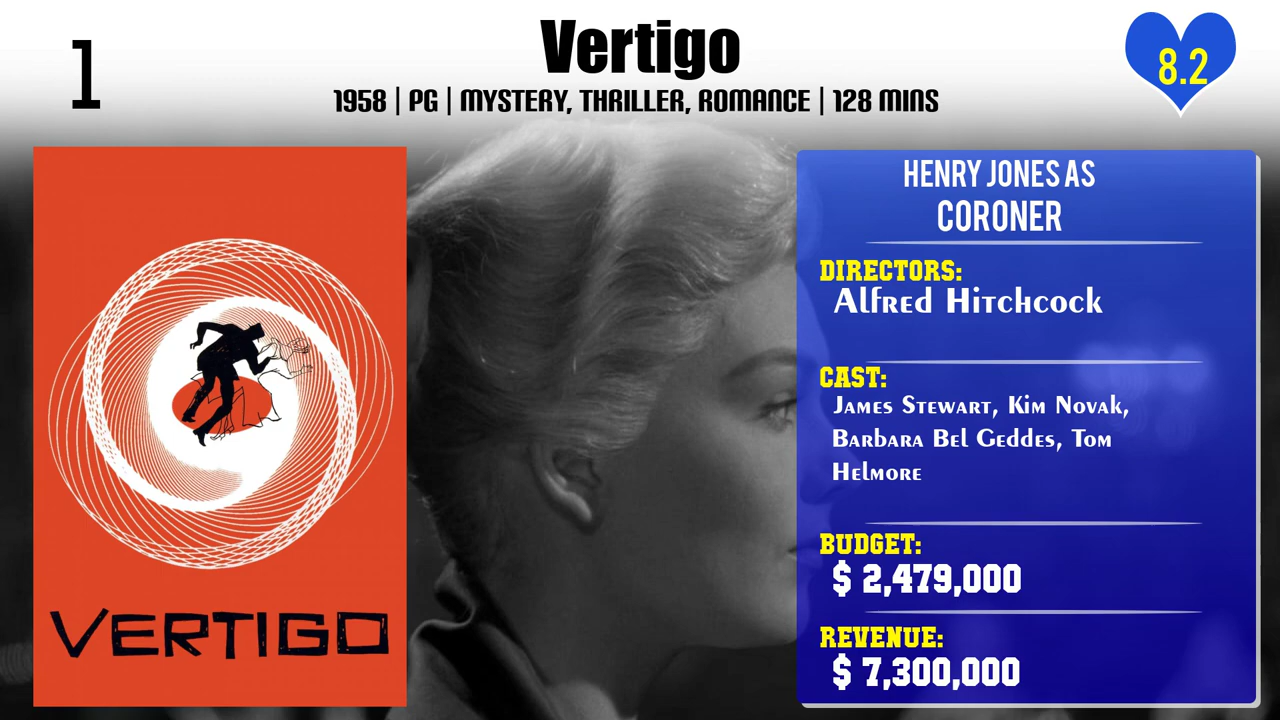 1
Vertigo
1958 | PG | MYSTERY, THRILLER, ROMANCE | 128 MINS
8.2
VERTIGO
HENRY JONES AS
CORONER
DIRECTORS:
Alfred Hitchcock
CAST:
James Stewart, Kim Novak,
Barbara Bel Geddes, Tom
Helmore
BUDGET:
$ 2,479,000
REVENUE:
$ 7,300,000